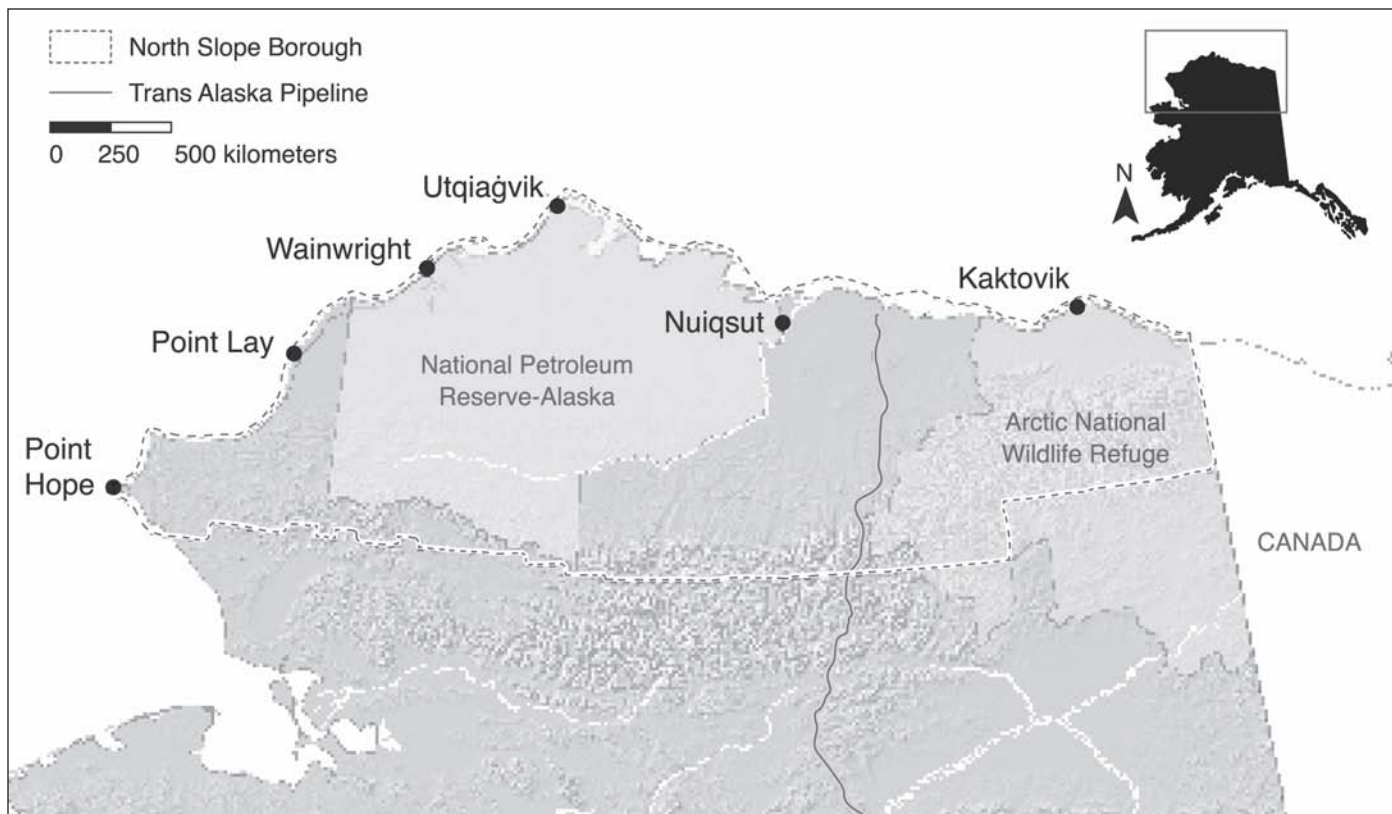 North Slope Borough
Trans Alaska Pipeline
0 250 500 kilometers
N
Utqiaġvik
Wainwright
Kaktovik
Nuiqsut
Point Lay
National Petroleum
Reserve-Alaska
Arctic National
Wildlife Refuge
Point
Hope
CANADA